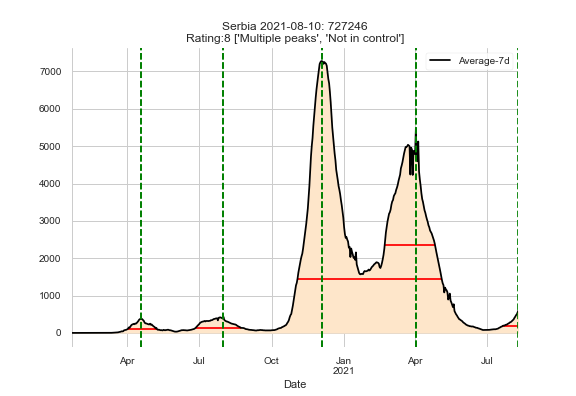 Serbia 2021-08-10: 727246
Rating:8 ['Multiple peaks', 'Not in control']
Average-7d
7000
6000
5000
4000
3000
2000
1000
0
Apr
Jul
Oct
Jan
2021
Apr
Jul
Date